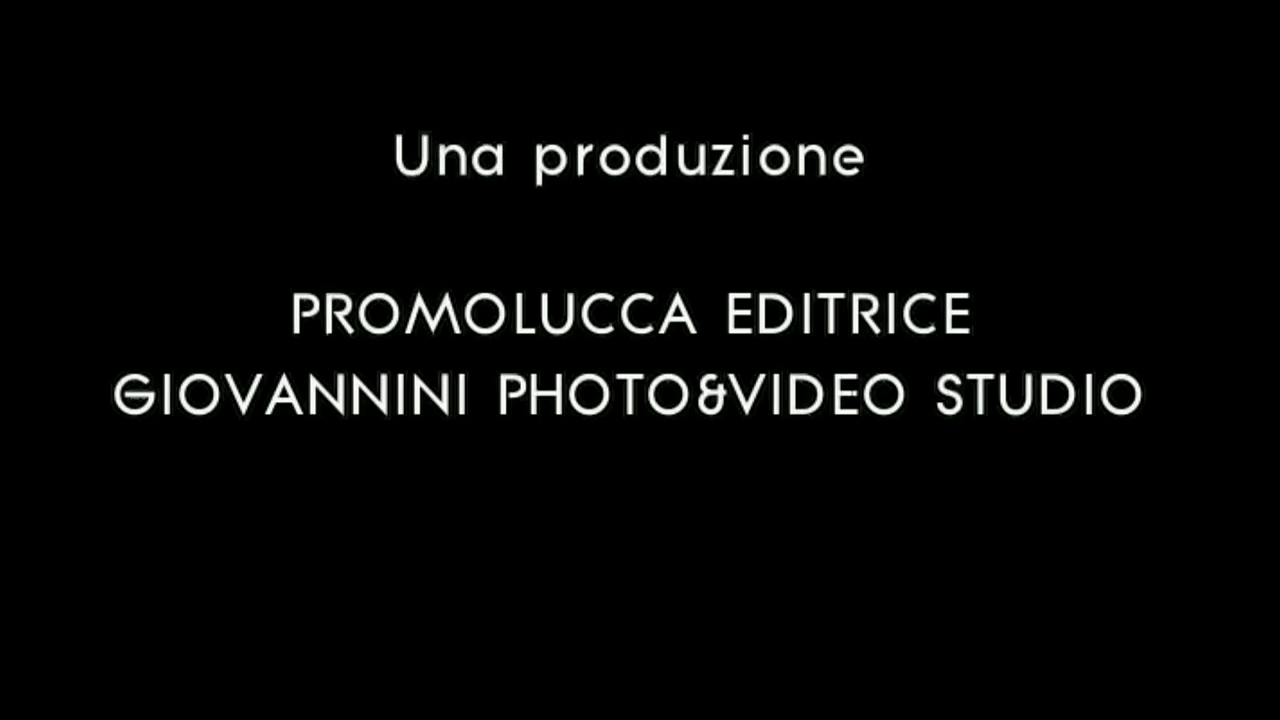 Una produzione
PROMOLUCCA EDITRICE
GIOVANNINI PHOTO&VIDEO STUDIO